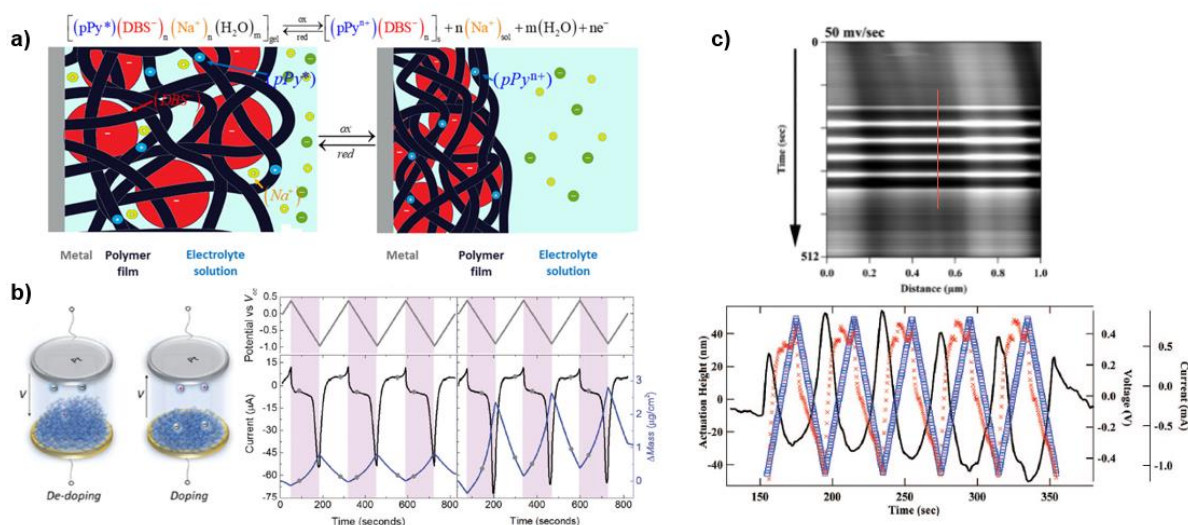 a)
[(pPy*)(DBS⁻)ₙ(Na⁺)ₙ(H₂O)ₘ]gel ox red [(pPyⁿ⁺)(DBS⁻)ₙ]s + n(Na⁺)sol + m(H₂O) + ne⁻
(pPy*)
(DBS⁻)
(Na⁺)
ox
red
(pPyⁿ⁺)
Metal Polymer film Electrolyte solution
Metal Polymer film Electrolyte solution
b)
V
V
De-doping
Doping
Potential vs
0.5
0.0
-0.5
-1.0
Current (µA)
15
0
-15
-30
-45
-60
-75
0 200 400 600 800
0 200 400 600 800
Time (seconds)
Time (seconds)
3
2
1
0
ΔMass (µg/cm²)
c)
50 mv/sec
0
Time (sec)
512
0.0 0.2 0.4 0.6 0.8 1.0
Distance (µm)
Actuation Height (nm)
40
20
0
-20
-40
150 200 250 300 350
Time (sec)
0.4
0.2
0.0
-0.2
-0.4
Voltage (V)
0.5
0.0
-0.5
-1.0
Current (mA)